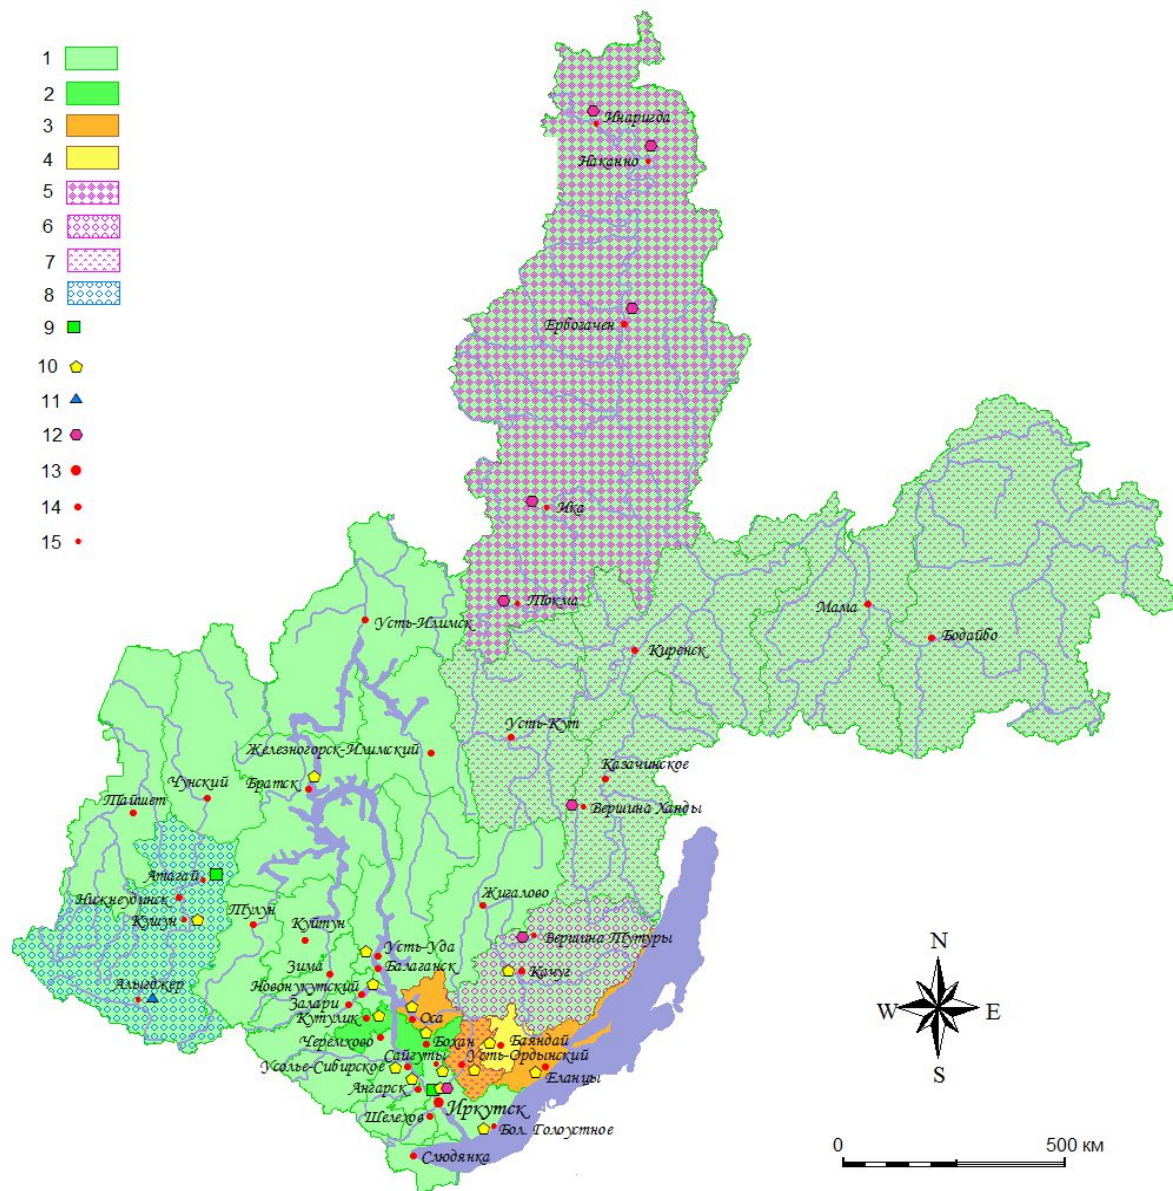 1
2
3
4
5
6
7
8
9
10
11
12
13
14
15
Инаригда
Наканно
Ербогачен
Ика
Токма
Мама
Усть-Илимск
Бодайбо
Киренск
Усть-Кут
Железногорск-Илимский
Казачинское
Чунский
Братск
Тайшет
Вершина Ханды
Атагай
Жигалово
Нижнеудинск
Кушун
Тулун
Куйтун
Вершина Тутуры
Усть-Уда
Балаганск
Зима
Качуг
Новонукутский
Алыгджер
Залари
Кутулик
Оса
Черемхово
Бохан
Баяндай
Сайгуты
Усть-Ордынский
Усолье-Сибирское
Еланцы
Ангарск
Иркутск
Шелехов
Бол. Голоустное
Слюдянка
N
W
E
S
0
500 км